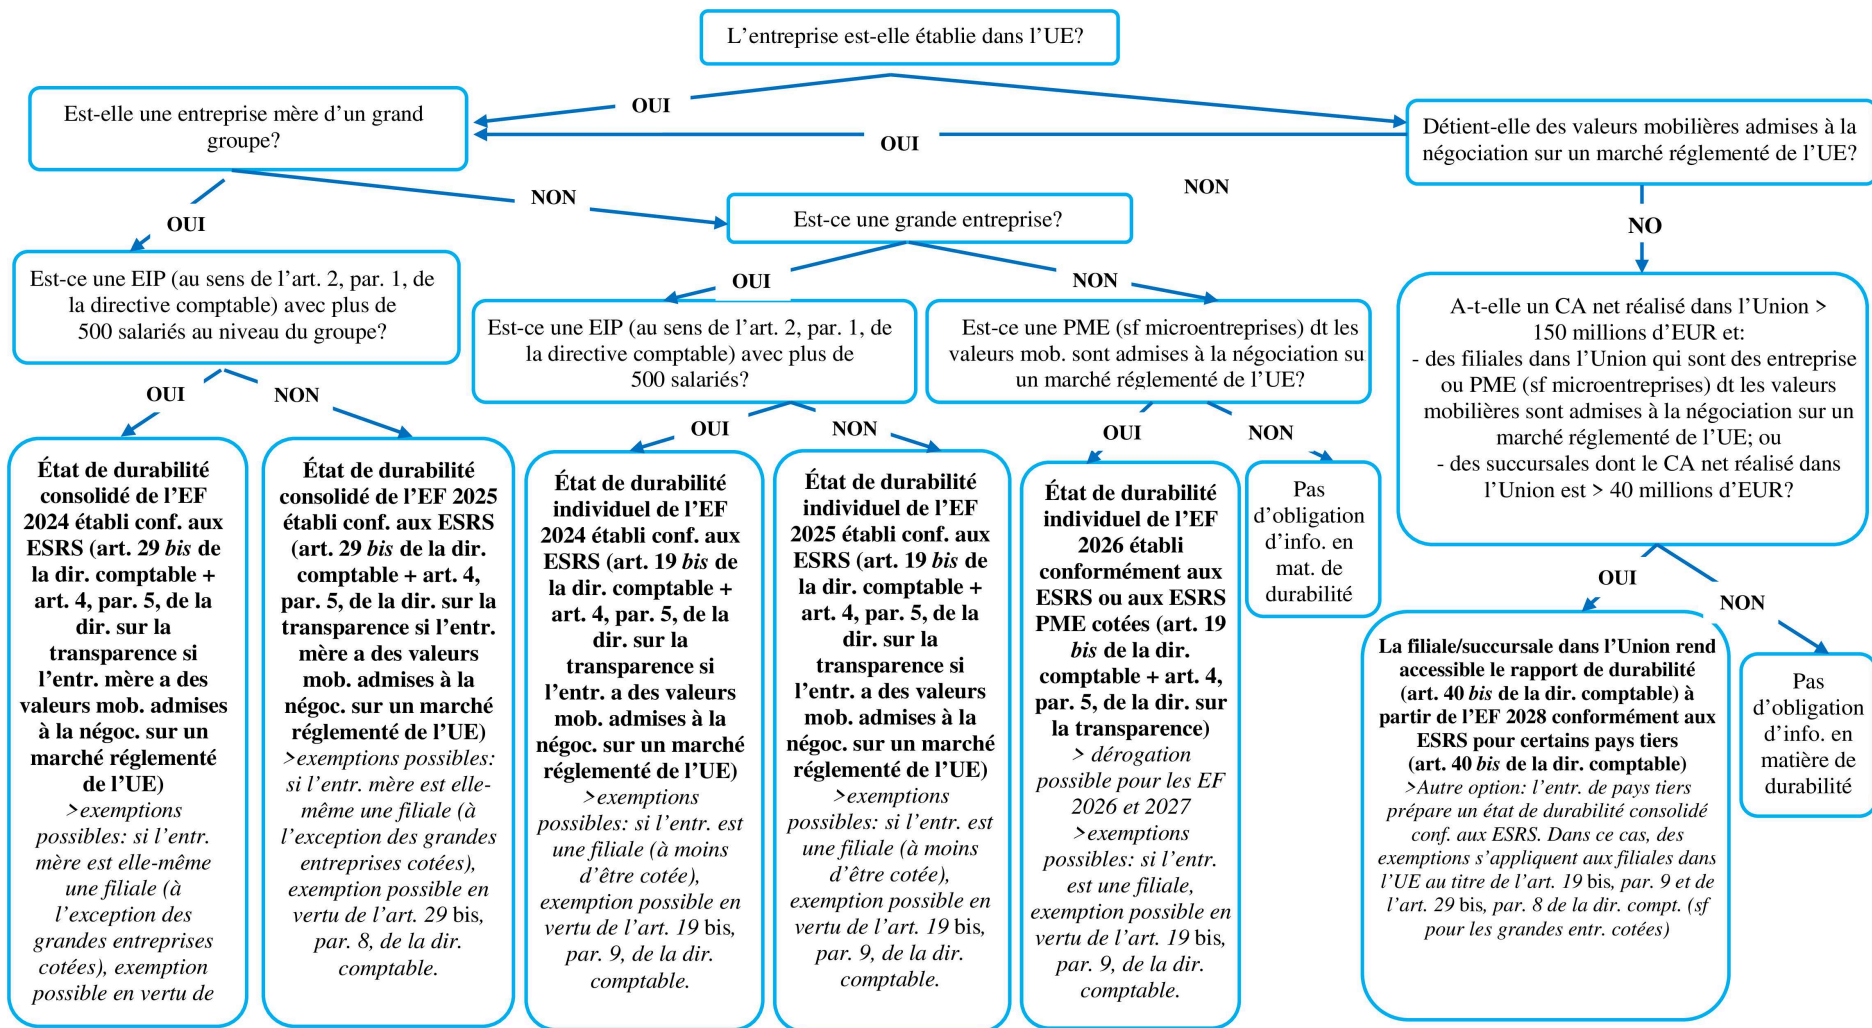 L'entreprise est-elle établie dans l'UE?
OUI
Est-elle une entreprise mère d'un grand
groupe?
OUI
Détient-elle des valeurs mobilières admises à la
négociation sur un marché réglementé de l'UE?
NON
OUI
NON
Est-ce une grande entreprise?
NO
Est-ce une EIP (au sens de l'art. 2, par. 1, de
la directive comptable) avec plus de
500 salariés au niveau du groupe?
OUI
NON
Est-ce une EIP (au sens de l'art. 2, par. 1, de
la directive comptable) avec plus de
500 salariés?
Est-ce une PME (sf microentreprises) dt les
valeurs mob. sont admises à la négociation su
un marché réglementé de l'UE?
A-t-elle un CA net réalisé dans l'Union >
150 millions d'EUR et:
- des filiales dans l'Union qui sont des entreprise
ou PME (sf microentreprises) dt les valeurs
mobilières sont admises à la négociation sur un
marché réglementé de l'UE; ou
- des succursales dont le CA net réalisé dans
l'Union est > 40 millions d'EUR?
OUI
NON
OUI
NON
OUI
NON
OUI
NON
État de durabilité
consolidé de l'EF
2024 établi conf. aux
ESRS (art. 29 bis de
la dir. comptable +
art. 4, par. 5, de la
dir. sur la
transparence si
l'entr. mère a des
valeurs mob. admises
à la négoc. sur un
marché réglementé
de l'UE)
>exemptions
possibles: si l'entr.
mère est elle-même
une filiale (à
l'exception des
grandes entreprises
cotées), exemption
possible en vertu de
État de durabilité
consolidé de l'EF 2025
établi conf. aux ESRS
(art. 29 bis de la dir.
comptable + art. 4,
par. 5, de la dir. sur la
transparence si l'entr.
mère a des valeurs
mob. admises à la
négoc. sur un marché
réglementé de l'UE)
>exemptions possibles:
si l'entr. mère est elle-
même une filiale (à
l'exception des grandes
entreprises cotées),
exemption possible en
vertu de l'art. 29 bis,
par. 8, de la dir.
comptable.
État de durabilité
individuel de l'EF
2024 établi conf. aux
ESRS (art. 19 bis de
la dir. comptable +
art. 4, par. 5, de la
dir. sur la
transparence si
l'entr. a des valeurs
mob. admises à la
négoc. sur un marché
réglementé de l'UE)
>exemptions
possibles: si l'entr. est
une filiale (à moins
d'être cotée),
exemption possible en
vertu de l'art. 19 bis,
par. 9, de la dir.
comptable.
État de durabilité
individuel de l'EF
2025 établi conf. aux
ESRS (art. 19 bis de
la dir. comptable +
art. 4, par. 5, de la
dir. sur la
transparence si
l'entr. a des valeurs
mob. admises à la
négoc. sur un marché
réglementé de l'UE)
>exemptions
possibles: si l'entr. est
une filiale (à moins
d'être cotée),
exemption possible en
vertu de l'art. 19 bis,
par. 9, de la dir.
comptable.
État de durabilité
individuel de l'EF
2026 établi
conformément aux
ESRS ou aux ESRS
PME cotées (art. 19
bis de la dir.
comptable + art. 4,
par. 5, de la dir. sur
la transparence)
> dérogation
possible pour les EF
2026 et 2027
>exemptions
possibles: si l'entr.
est une filiale,
exemption possible en
vertu de l'art. 19 bis,
par. 9, de la dir.
comptable.
Pas
d'obligation
d'info. en
mat. de
durabilité
OUI
NON
La filiale/succursale dans l'Union rend
accessible le rapport de durabilité
(art. 40 bis de la dir. comptable) à
partir de l'EF 2028 conformément aux
ESRS pour certains pays tiers
(art. 40 bis de la dir. comptable)
>Autre option: l'entr. de pays tiers
prépare un état de durabilité consolidé
conf. aux ESRS. Dans ce cas, des
exemptions s'appliquent aux filiales dans
l'UE au titre de l'art. 19 bis, par. 9 et de
l'art. 29 bis, par. 8 de la dir. compt. (sf
pour les grandes entr. cotées)
Pas
d'obligation
d'info. en
matière de
durabilité